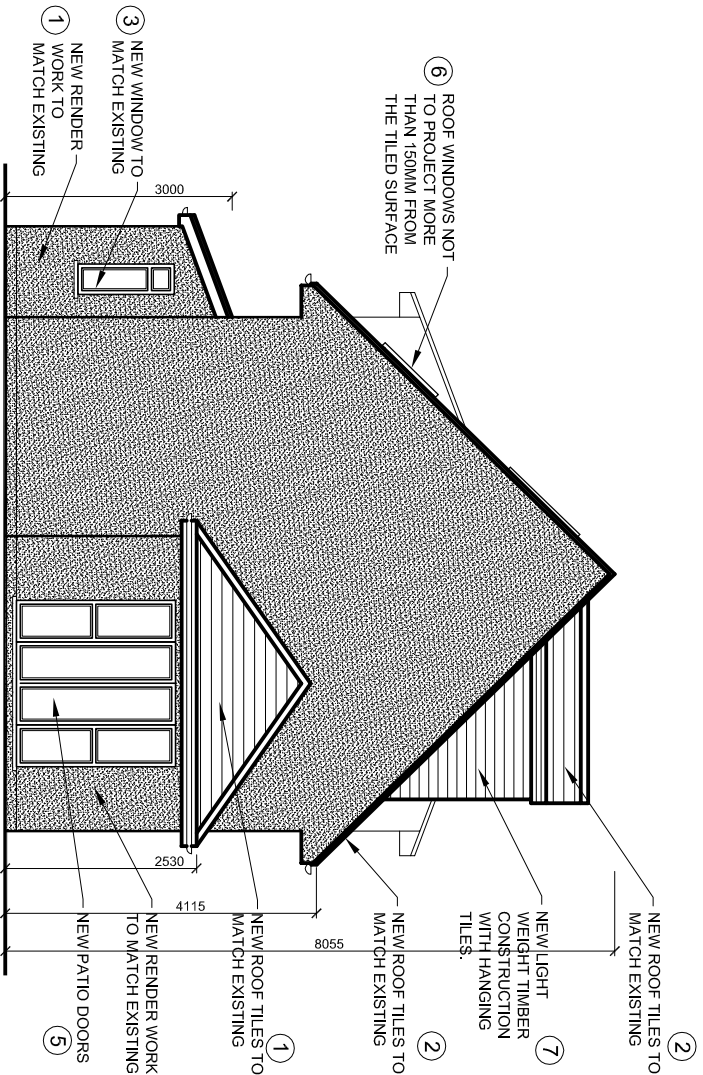 3
NEW WINDOW TO
MATCH EXISTING
1
NEW RENDER
WORK TO
MATCH EXISTING
6
ROOF WINDOWS NOT
TO PROJECT MORE
THAN 150MM FROM
THE TILED SURFACE
3000
2530
4115
8055
NEW ROOF TILES TO
MATCH EXISTING
2
NEW LIGHT
WEIGHT TIMBER
CONSTRUCTION
WITH HANGING
TILES.
7
NEW ROOF TILES TO
MATCH EXISTING
2
NEW ROOF TILES TO
MATCH EXISTING
1
NEW RENDER WORK
TO MATCH EXISTING
NEW PATIO DOORS
5